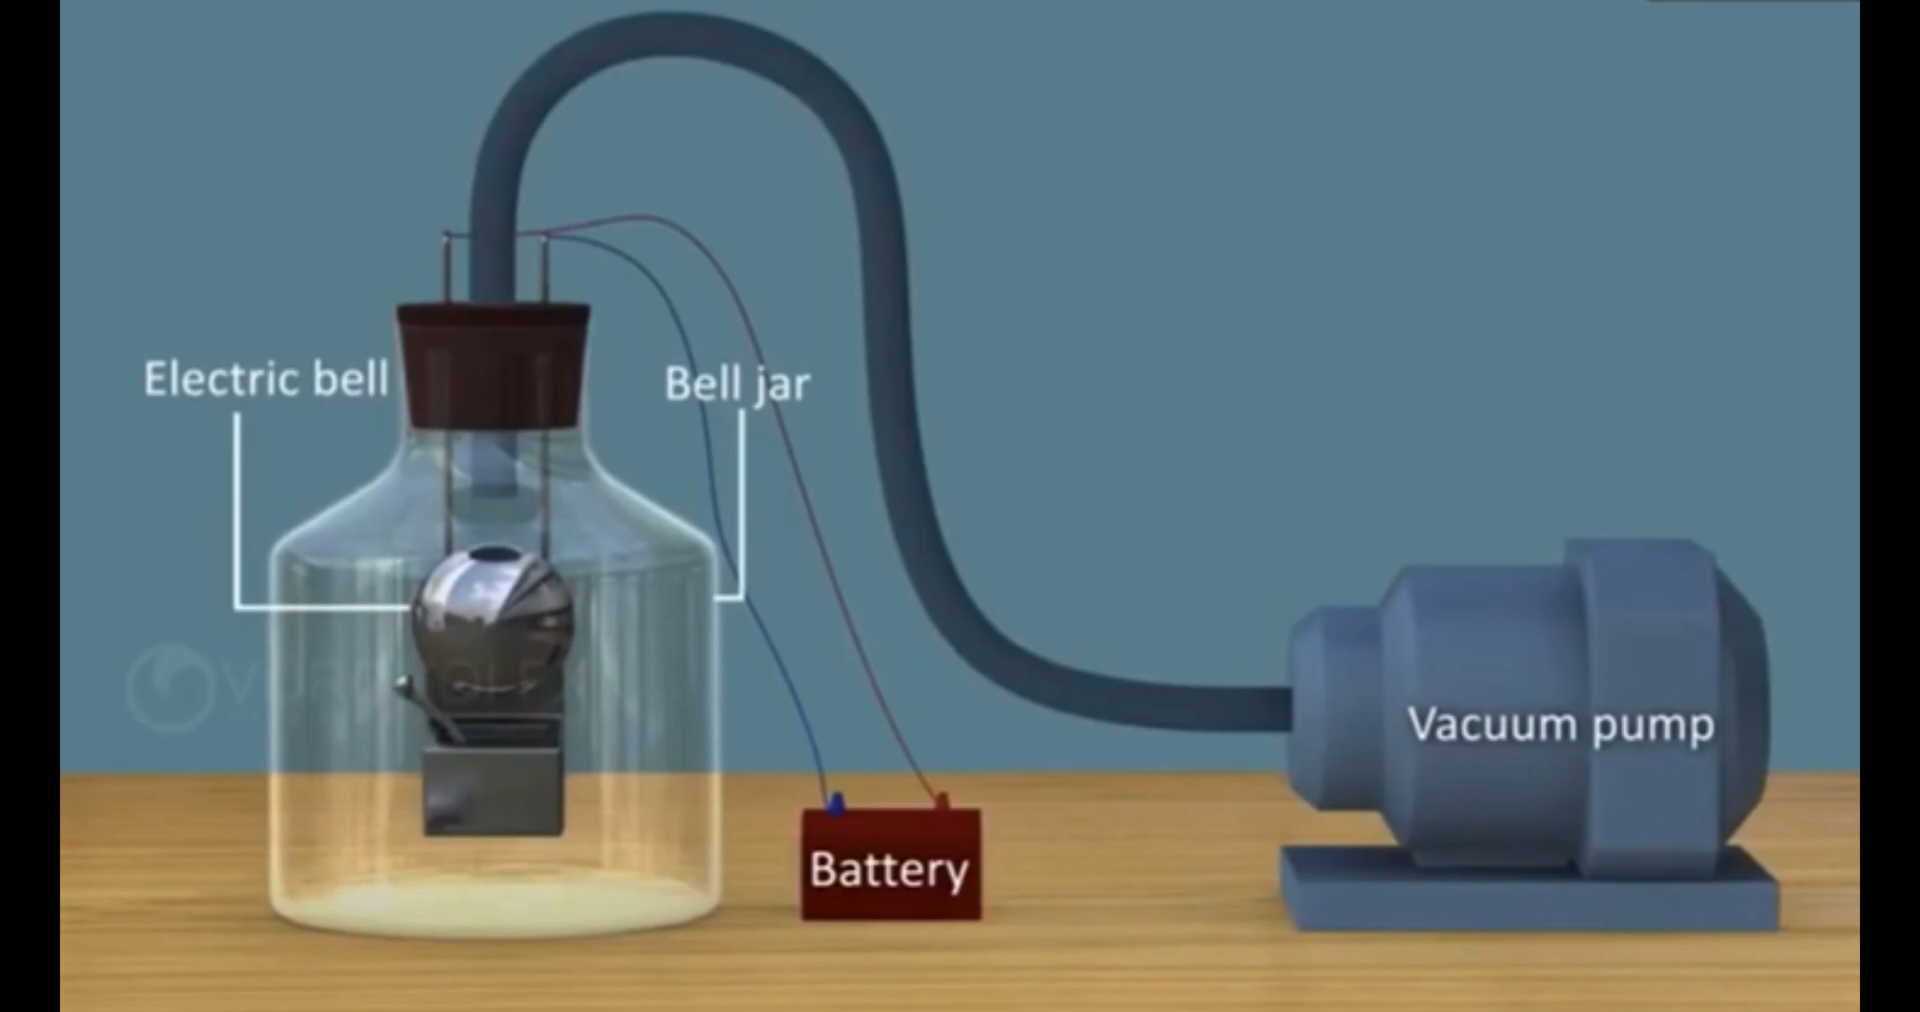 Electric bell
Bell jar
Vacuum pump
Battery